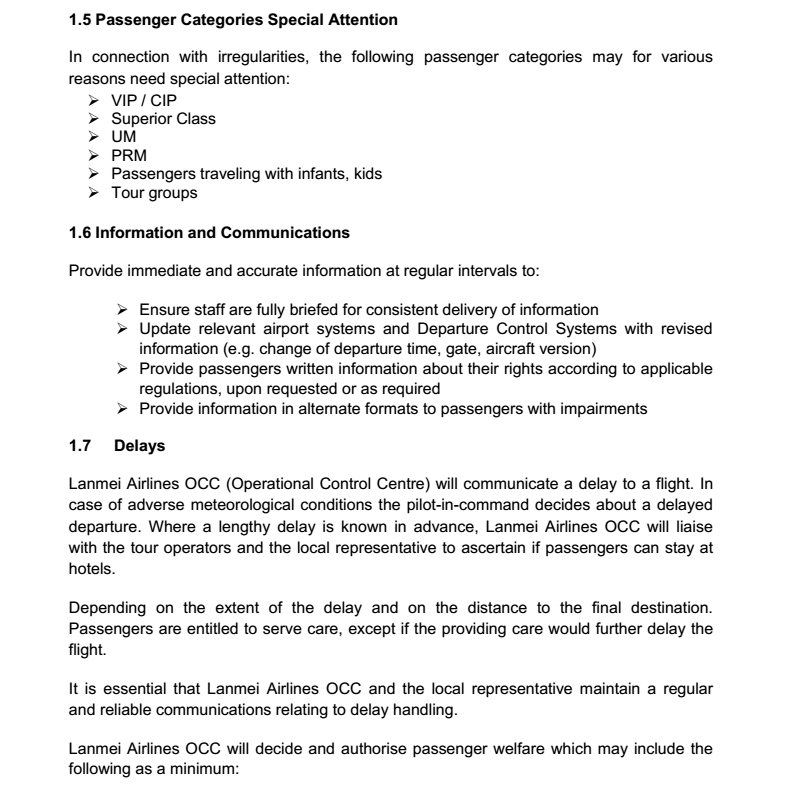 1.5 Passenger Categories Special Attention
In connection with irregularities, the following passenger categories may for various
reasons need special attention:
➢ VIP / CIP
➢ Superior Class
➢ UM
➢ PRM
➢ Passengers traveling with infants, kids
➢ Tour groups
1.6 Information and Communications
Provide immediate and accurate information at regular intervals to:
➢ Ensure staff are fully briefed for consistent delivery of information
➢ Update relevant airport systems and Departure Control Systems with revised
information (e.g. change of departure time, gate, aircraft version)
➢ Provide passengers written information about their rights according to applicable
regulations, upon requested or as required
➢ Provide information in alternate formats to passengers with impairments
1.7 Delays
Lanmei Airlines OCC (Operational Control Centre) will communicate a delay to a flight. In
case of adverse meteorological conditions the pilot-in-command decides about a delayed
departure. Where a lengthy delay is known in advance, Lanmei Airlines OCC will liaise
with the tour operators and the local representative to ascertain if passengers can stay at
hotels.
Depending on the extent of the delay and on the distance to the final destination.
Passengers are entitled to serve care, except if the providing care would further delay the
flight.
It is essential that Lanmei Airlines OCC and the local representative maintain a regular
and reliable communications relating to delay handling.
Lanmei Airlines OCC will decide and authorise passenger welfare which may include the
following as a minimum: